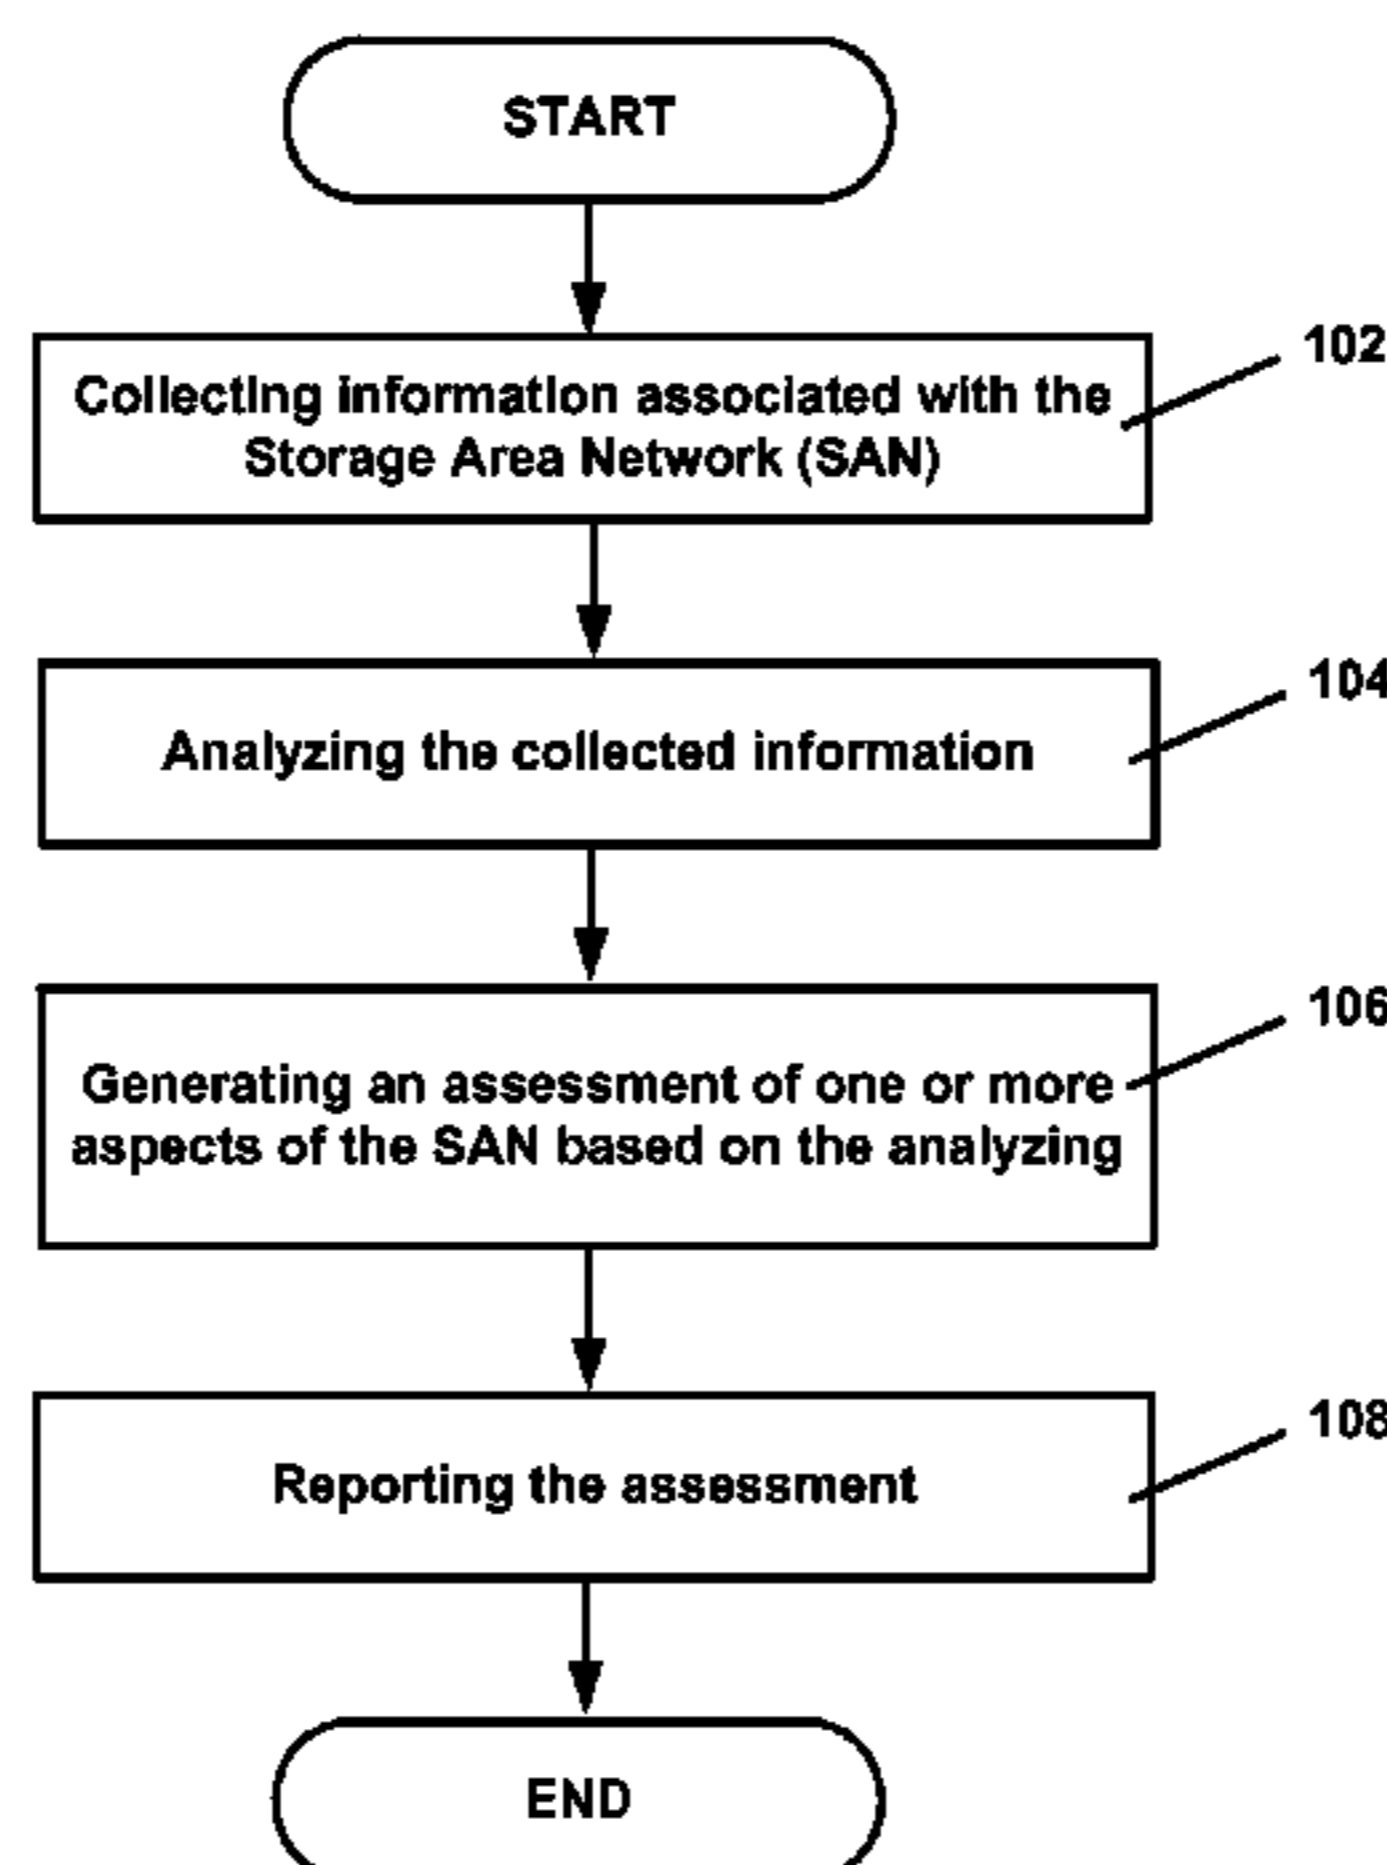 START
102
Collecting information associated with the
Storage Area Network (SAN)
104
Analyzing the collected information
106
Generating an assessment of one or more
aspects of the SAN based on the analyzing
108
Reporting the assessment
END